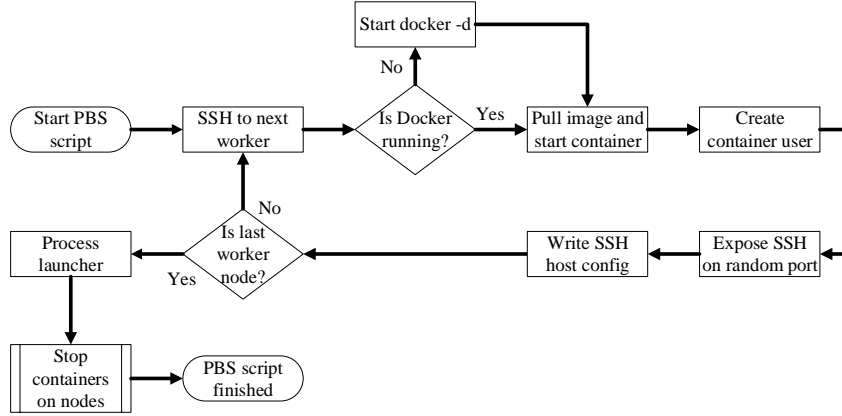 Start docker -d
No
Start PBS
script
SSH to next
worker
Is Docker
running?
Yes
Pull image and
start container
Create
container user
No
Process
launcher
Yes
Is last
worker
node?
Write SSH
host config
Expose SSH
on random port
Stop
containers
on nodes
PBS script
finished